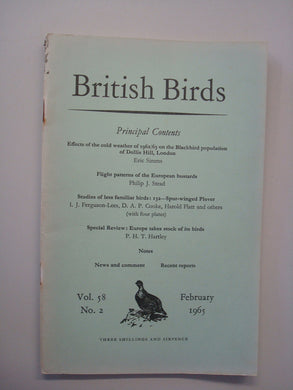 British Birds
Principal Contents
Effects of the cold weather of 1962/63 on the Blackbird population
of Dollis Hill, London
Eric Simms
Flight patterns of the European bustards
Philip J. Stead
Studies of less familiar birds: 132—Spur-winged Plover
I. J. Ferguson-Lees, D. A. P. Cooke, Harold Platt and others
(with four plates)
Special Review: Europe takes stock of its birds
P. H. T. Hartley
Notes
News and comment Recent reports
Vol. 58 February
No. 2 1965
THREE SHILLINGS AND SIXPENCE